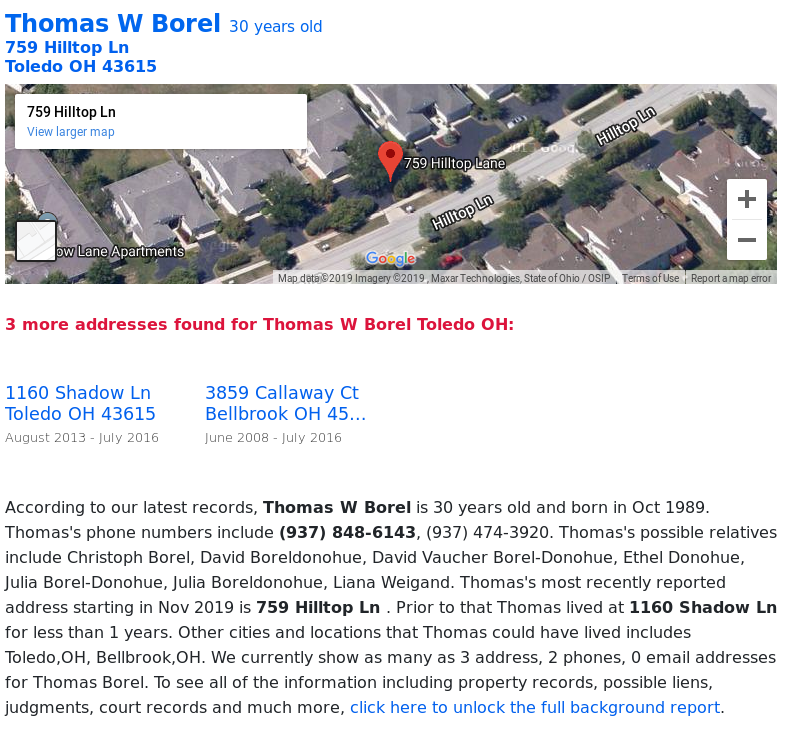 Thomas W Borel 30 years old
759 Hilltop Ln
Toledo OH 43615
759 Hilltop Ln
View larger map
Hilltop Ln
759 Hilltop Lane
Hilltop Ln
ow Lane Apartments
Google
Map data ©2019 Imagery ©2019 , Maxar Technologies, State of Ohio / OSIP Terms of Use Report a map error
3 more addresses found for Thomas W Borel Toledo OH:
1160 Shadow Ln 3859 Callaway Ct
Toledo OH 43615 Bellbrook OH 45...
August 2013 - July 2016 June 2008 - July 2016
According to our latest records, Thomas W Borel is 30 years old and born in Oct 1989.
Thomas's phone numbers include (937) 848-6143, (937) 474-3920. Thomas's possible relatives
include Christoph Borel, David Boreldonohue, David Vaucher Borel-Donohue, Ethel Donohue,
Julia Borel-Donohue, Julia Boreldonohue, Liana Weigand. Thomas's most recently reported
address starting in Nov 2019 is 759 Hilltop Ln . Prior to that Thomas lived at 1160 Shadow Ln
for less than 1 years. Other cities and locations that Thomas could have lived includes
Toledo,OH, Bellbrook,OH. We currently show as many as 3 address, 2 phones, 0 email addresses
for Thomas Borel. To see all of the information including property records, possible liens,
judgments, court records and much more, click here to unlock the full background report.